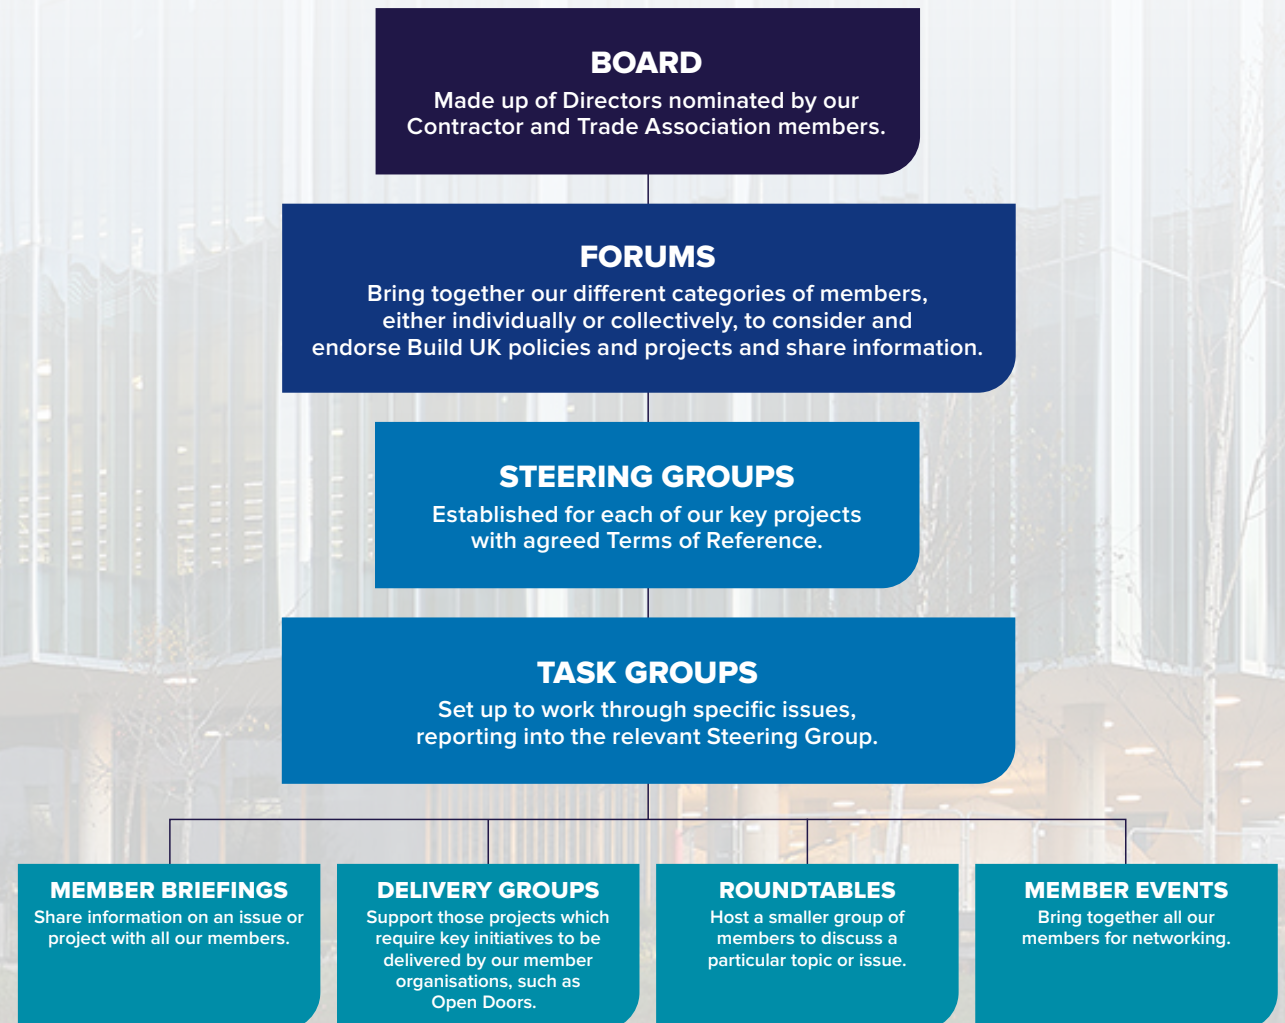 BOARD
Made up of Directors nominated by our
Contractor and Trade Association members.
FORUMS
Bring together our different categories of members,
either individually or collectively, to consider and
endorse Build UK policies and projects and share information.
STEERING GROUPS
Established for each of our key projects
with agreed Terms of Reference.
TASK GROUPS
Set up to work through specific issues,
reporting into the relevant Steering Group.
MEMBER BRIEFINGS
Share information on an issue or
project with all our members.
DELIVERY GROUPS
Support those projects which
require key initiatives to be
delivered by our member
organisations, such as
Open Doors.
ROUNDTABLES
Host a smaller group of
members to discuss a
particular topic or issue.
MEMBER EVENTS
Bring together all our
members for networking.